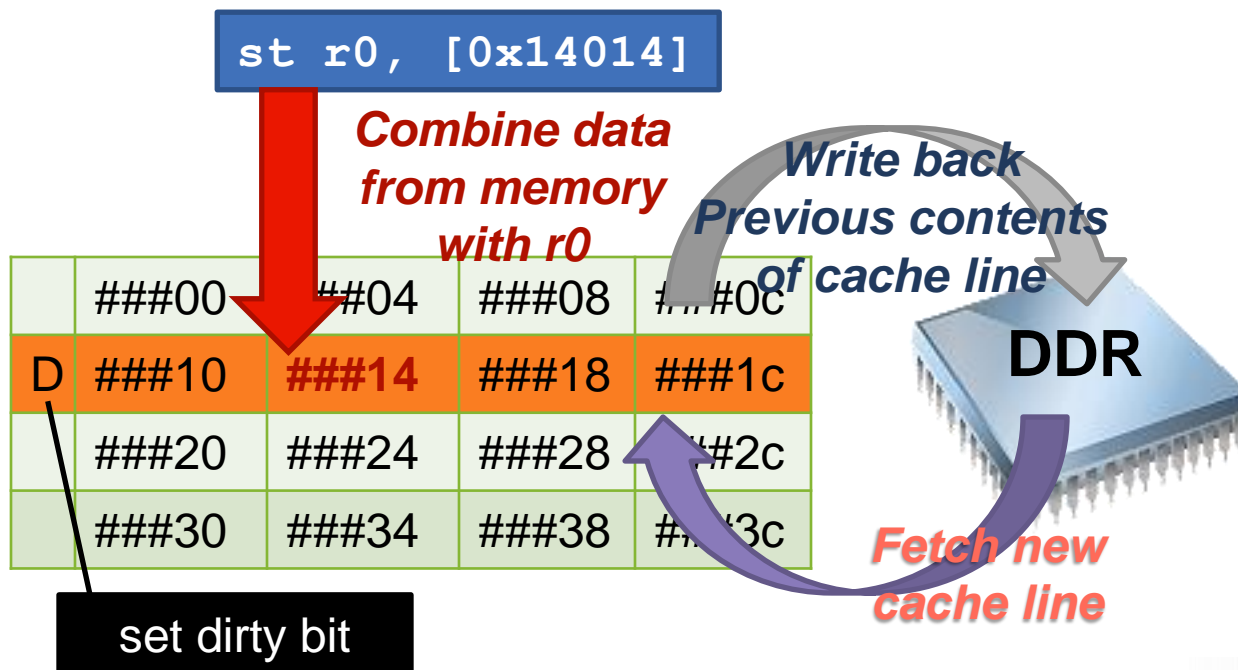 st r0, [0x14014]
Combine data
from memory
with r0
Write back
Previous contents
of cache line
###00 ###04 ###08 ###0c
D ###10 ###14 ###18 ###1c
###20 ###24 ###28 ###2c
###30 ###34 ###38 ###3c
DDR
Fetch new
cache line
set dirty bit